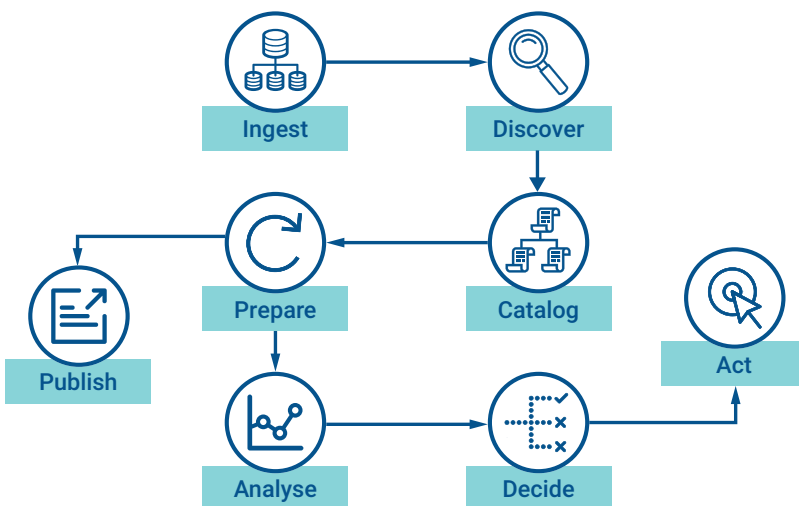 Ingest
Discover
Prepare
Catalog
Publish
Act
Analyse
Decide